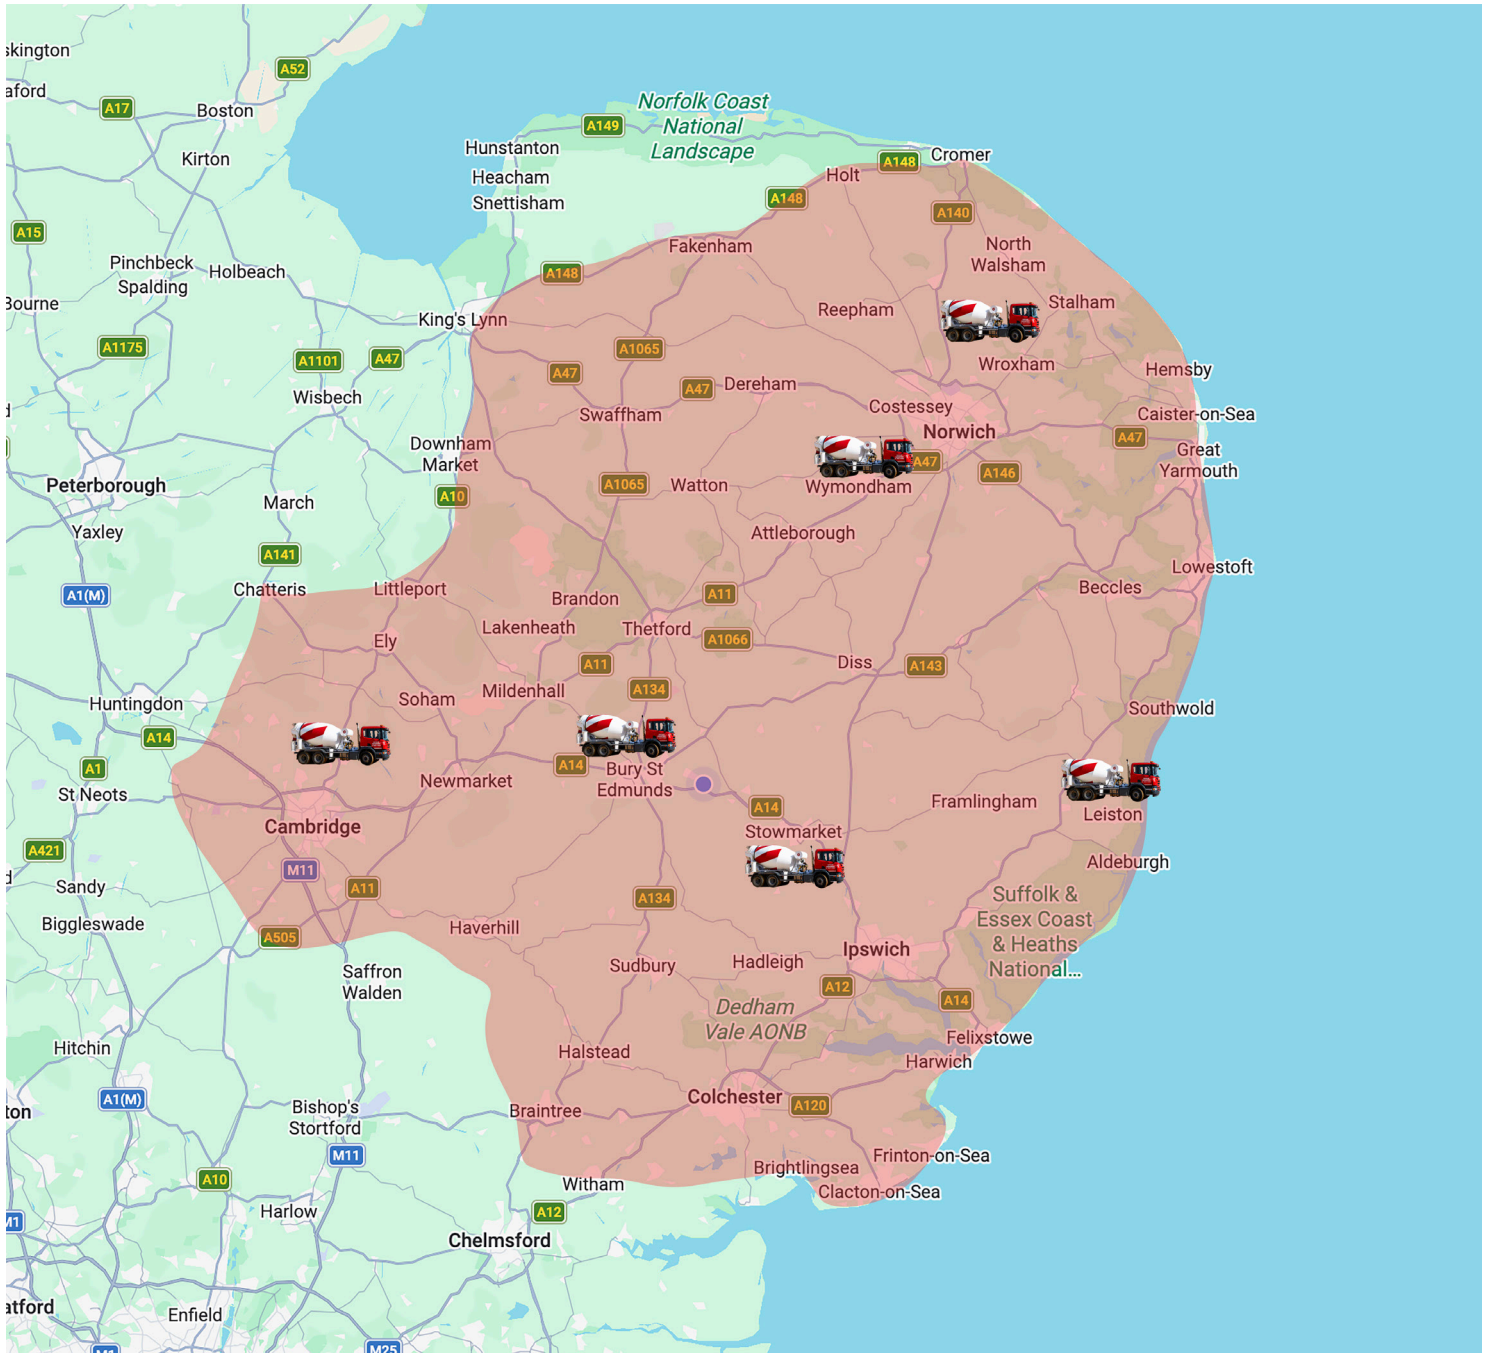 skington
A52
aford
A17
Boston
Norfolk Coast
National
Landscape
A149
Hunstanton
Kirton
Cromer
A148
Heacham
Holt
Snettisham
A148
A140
A15
Fakenham
North
Walsham
Pinchbeck
Spalding
Holbeach
A148
Bourne
Stalham
Reepham
King's Lynn
A1175
A1101
A47
A1065
Wroxham
A47
Hemsby
A47
Dereham
Wisbech
Swaffham
Costessey
Caister-on-Sea
Norwich
A47
Downham
Market
Great
Yarmouth
A47
A146
Peterborough
A1065
Watton
Wymondham
A10
March
Yaxley
Attleborough
A141
Lowestoft
Chatteris
Littleport
A1(M)
Brandon
A11
Beccles
Lakenheath
Thetford
Ely
A1066
A11
Diss
A143
Mildenhall
A134
Soham
Huntingdon
Southwold
A14
A1
A14
Newmarket
Bury St
Edmunds
St Neots
A14
Framlingham
Leiston
Cambridge
Stowmarket
A421
Aldeburgh
M11
Sandy
A11
A134
Suffolk &
Essex Coast
& Heaths
National...
Biggleswade
Haverhill
A505
Ipswich
Sudbury
Hadleigh
Saffron
Walden
A12
A14
Dedham
Vale AONB
Felixstowe
Hitchin
Halstead
Harwich
Colchester
A1(M)
A120
ton
Bishop's
Stortford
Braintree
M11
Frinton-on-Sea
Brightlingsea
A10
Witham
Clacton-on-Sea
Harlow
A12
M1
Chelmsford
atford
Enfield
M25
M1